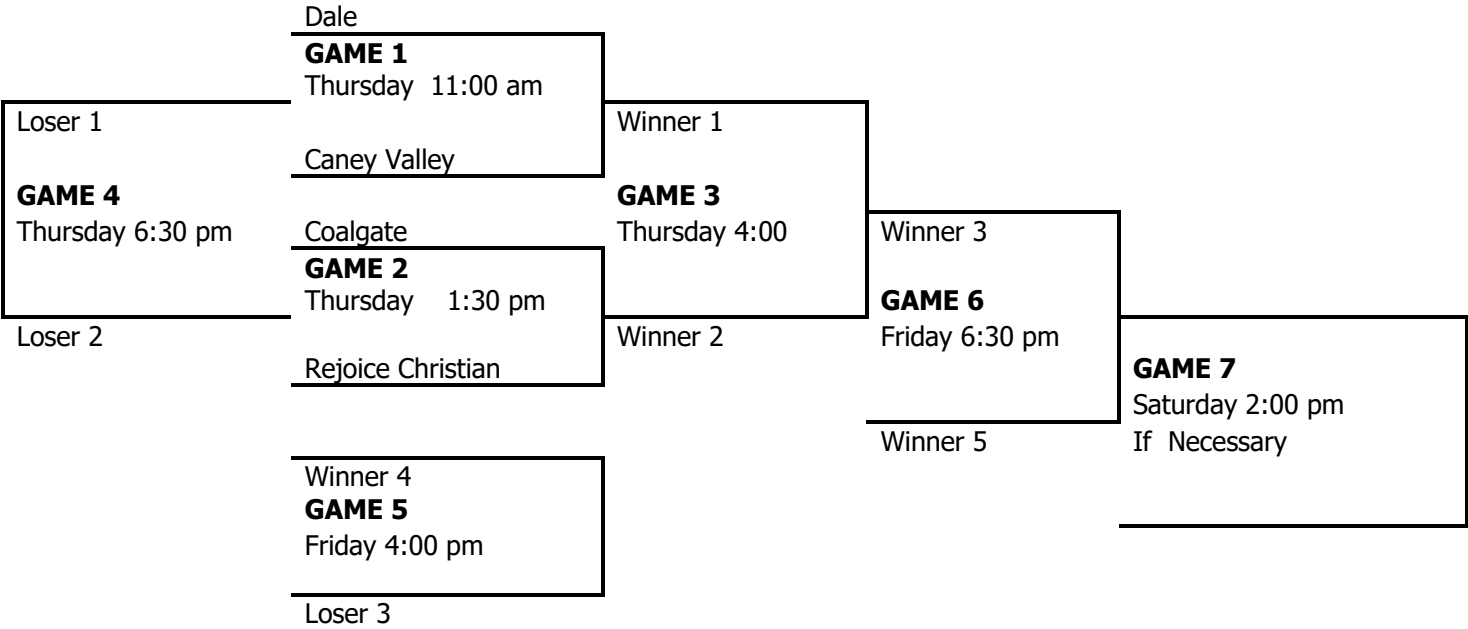 Dale
GAME 1
Thursday 11:00 am
Loser 1
Winner 1
Caney Valley
GAME 4
GAME 3
Thursday 6:30 pm
Coalgate
Thursday 4:00
Winner 3
GAME 2
Thursday 1:30 pm
GAME 6
Loser 2
Winner 2
Friday 6:30 pm
Rejoice Christian
GAME 7
Saturday 2:00 pm
Winner 5
If Necessary
Winner 4
GAME 5
Friday 4:00 pm
Loser 3